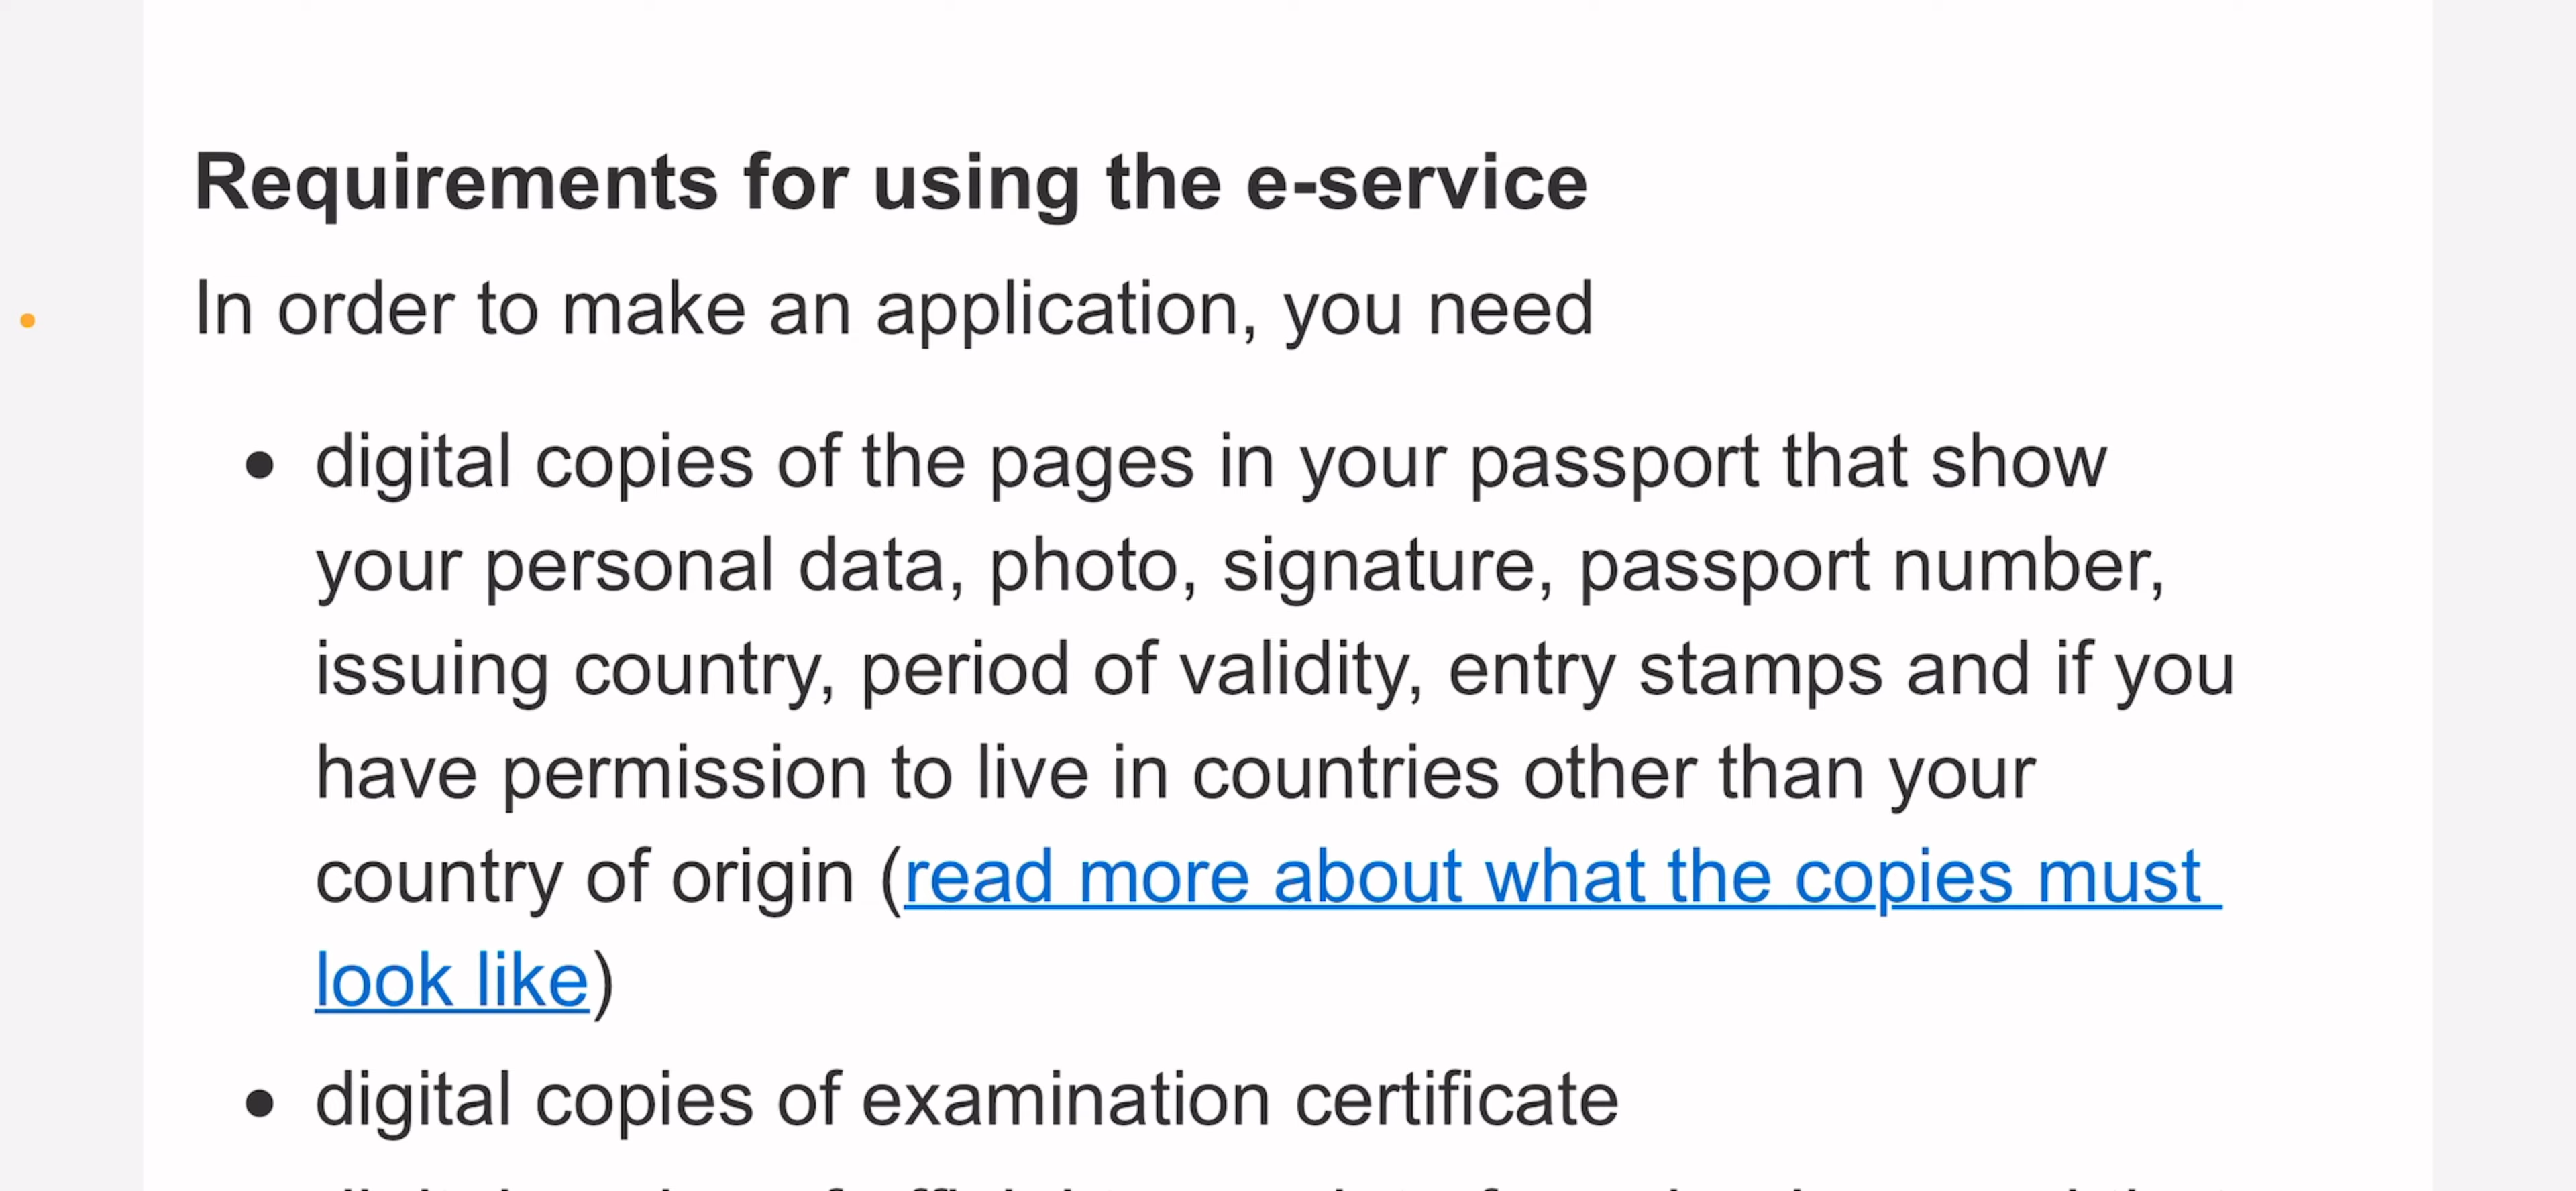 Requirements for using the e-service
In order to make an application, you need
• digital copies of the pages in your passport that show
your personal data, photo, signature, passport number,
issuing country, period of validity, entry stamps and if you
have permission to live in countries other than your
country of origin (read more about what the copies must
look like)
• digital copies of examination certificate